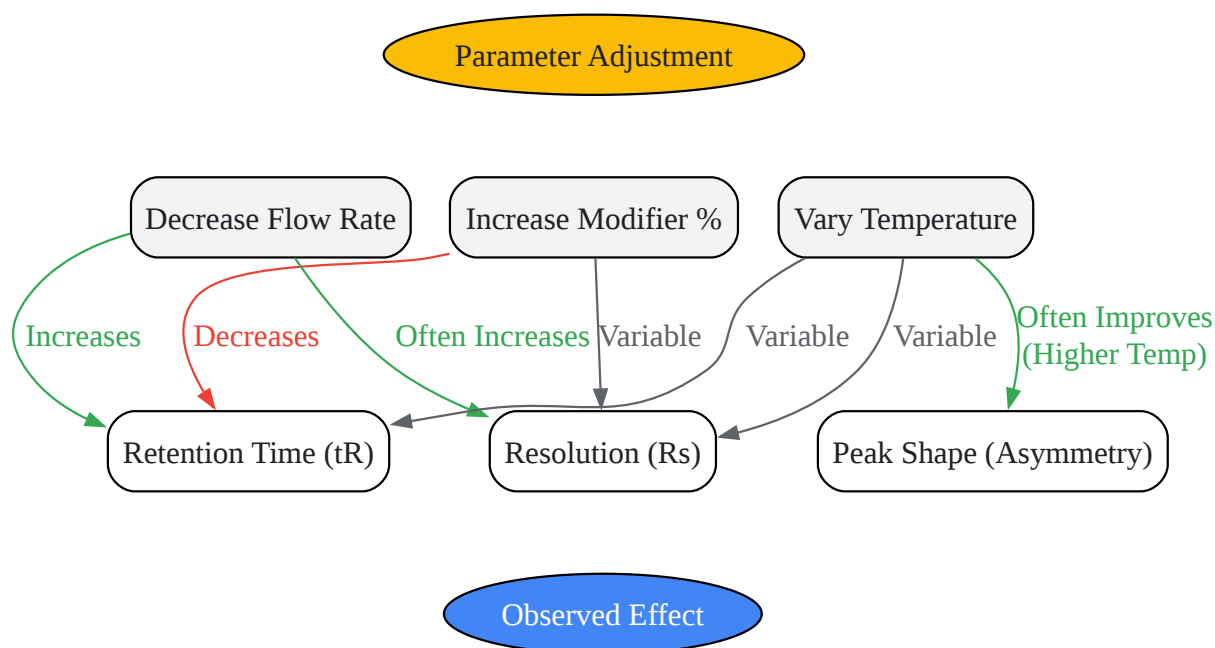 Parameter Adjustment
Decrease Flow Rate
Increase Modifier %
Vary Temperature
Increases
Decreases
Often Increases
Variable
Variable
Variable
Often Improves
(Higher Temp)
Retention Time (tR)
Resolution (Rs)
Peak Shape (Asymmetry)
Observed Effect